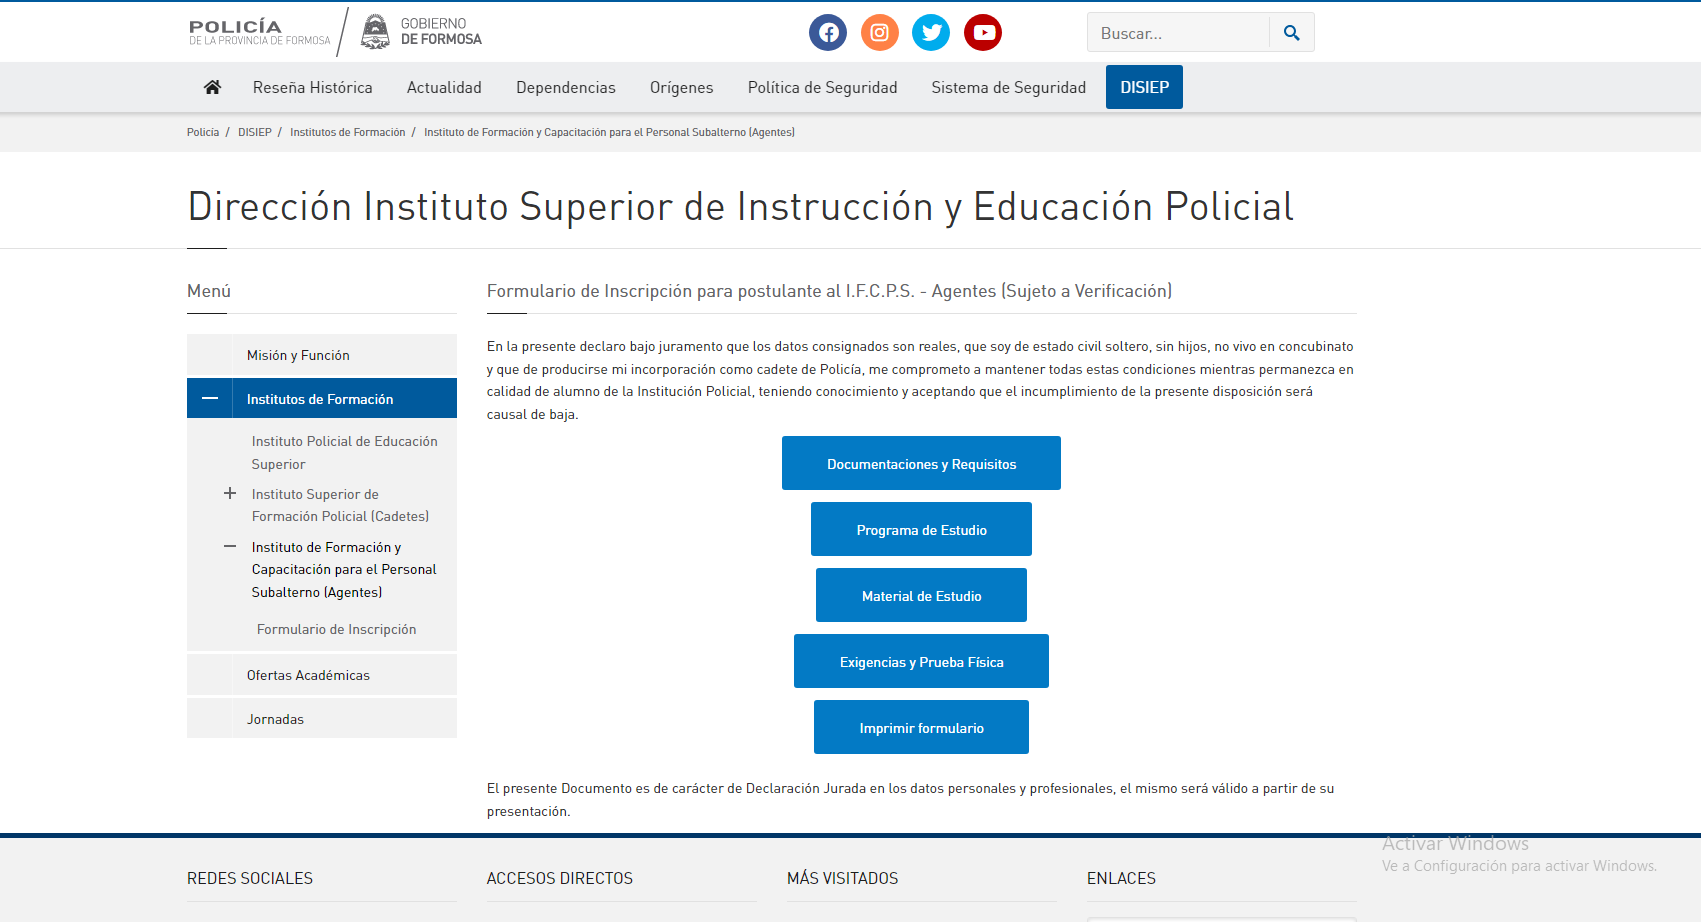 POLICÍA
DE LA PROVINCIA DE FORMOSA
GOBIERNO
DE FORMOSA
Buscar...
Reseña Histórica Actualidad Dependencias Orígenes Política de Seguridad Sistema de Seguridad DISIEP
Policía / DISIEP / Institutos de Formación / Instituto de Formación y Capacitación para el Personal Subalterno (Agentes)
Dirección Instituto Superior de Instrucción y Educación Policial
Menú
Misión y Función
Institutos de Formación
Instituto Policial de Educación
Superior
Instituto Superior de
Formación Policial (Cadetes)
Instituto de Formación y
Capacitación para el Personal
Subalterno (Agentes)
Formulario de Inscripción
Ofertas Académicas
Jornadas
Formulario de Inscripción para postulante al I.F.C.P.S. - Agentes (Sujeto a Verificación)
En la presente declaro bajo juramento que los datos consignados son reales, que soy de estado civil soltero, sin hijos, no vivo en concubinato
y que de producirse mi incorporación como cadete de Policía, me comprometo a mantener todas estas condiciones mientras permanezca en
calidad de alumno de la Institución Policial, teniendo conocimiento y aceptando que el incumplimiento de la presente disposición será
causal de baja.
Documentaciones y Requisitos
Programa de Estudio
Material de Estudio
Exigencias y Prueba Física
Imprimir formulario
El presente Documento es de carácter de Declaración Jurada en los datos personales y profesionales, el mismo será válido a partir de su
presentación.
Activar Windows
Ve a Configuración para activar Windows.
REDES SOCIALES
ACCESOS DIRECTOS
MÁS VISITADOS
ENLACES